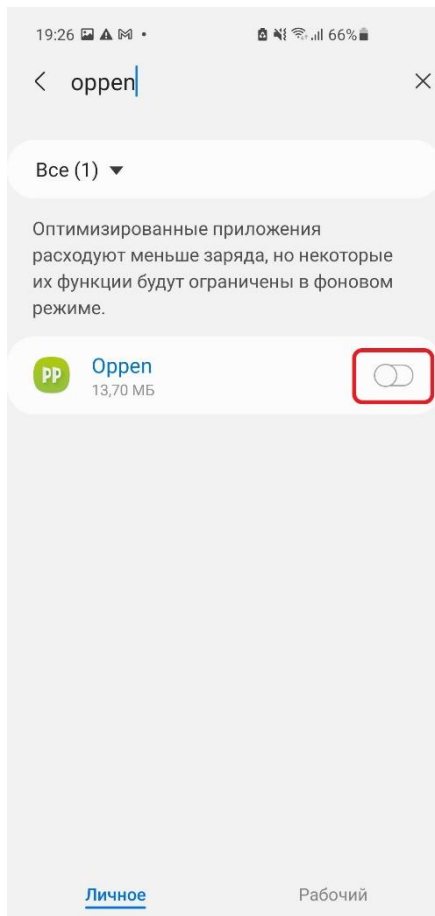 19:26 66%
oppen
Все (1)
Оптимизированные приложения
расходуют меньше заряда, но некоторые
их функции будут ограничены в фоновом
режиме.
PP Oppen
13,70 МБ
Личное Рабочий